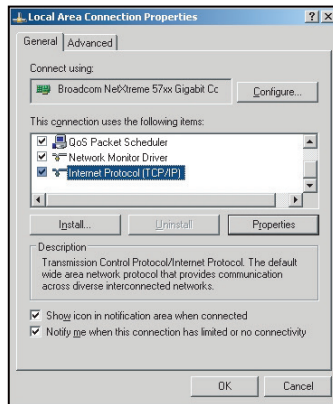 Local Area Connection Properties
General Advanced
Connect using:
Broadcom NetXtreme 57xx Gigabit Cc Configure...
This connection uses the following items:
QoS Packet Scheduler
Network Monitor Driver
Internet Protocol (TCP/IP)
Install... Uninstall Properties
Description
Transmission Control Protocol/Internet Protocol. The default
wide area network protocol that provides communication
across diverse interconnected networks.
Show icon in notification area when connected
Notify me when this connection has limited or no connectivity
OK Cancel